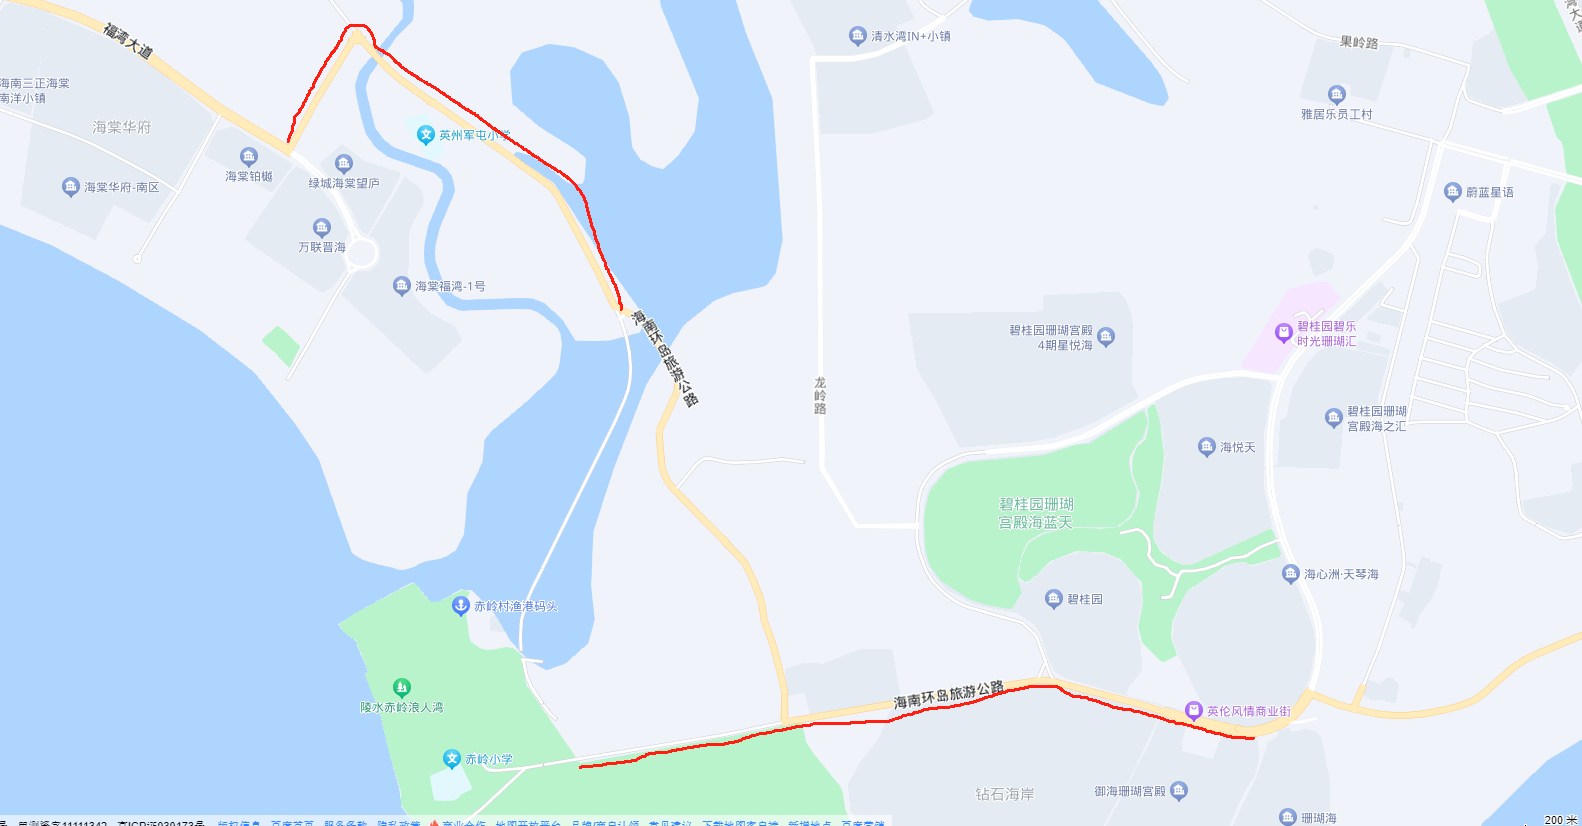 福湾大道
清水湾IN+小镇
果岭路
海南三正海棠
南洋小镇
雅居乐员工村
海棠华府
英州军屯小学
海棠铂樾
绿城海棠望庐
海棠华府-南区
蔚蓝星语
万联晋海
海棠福湾-1号
海南环岛旅游公路
碧桂园珊瑚宫殿
4期星悦海
碧桂园碧乐
时光珊瑚汇
龙岭路
碧桂园珊瑚
宫殿海之汇
海悦天
碧桂园珊瑚
宫殿海蓝天
海心洲·天琴海
碧桂园
赤岭村渔港码头
陵水赤岭浪人湾
海南环岛旅游公路
英伦风情商业街
赤岭小学
钻石海岸
御海珊瑚宫殿
珊瑚海
200 米